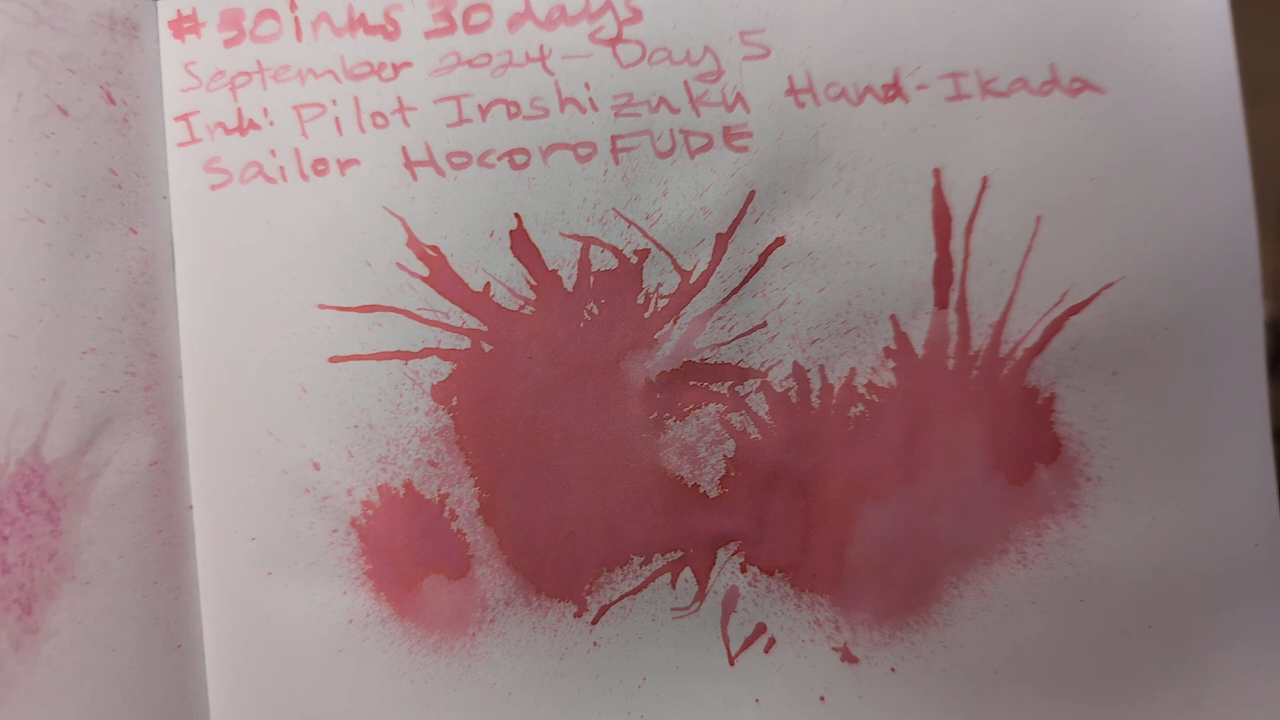 #30inks 30days
September 2024 - Day 5
Ink: Pilot Iroshizuku Hana-Ikada
Sailor HocoroFUDE